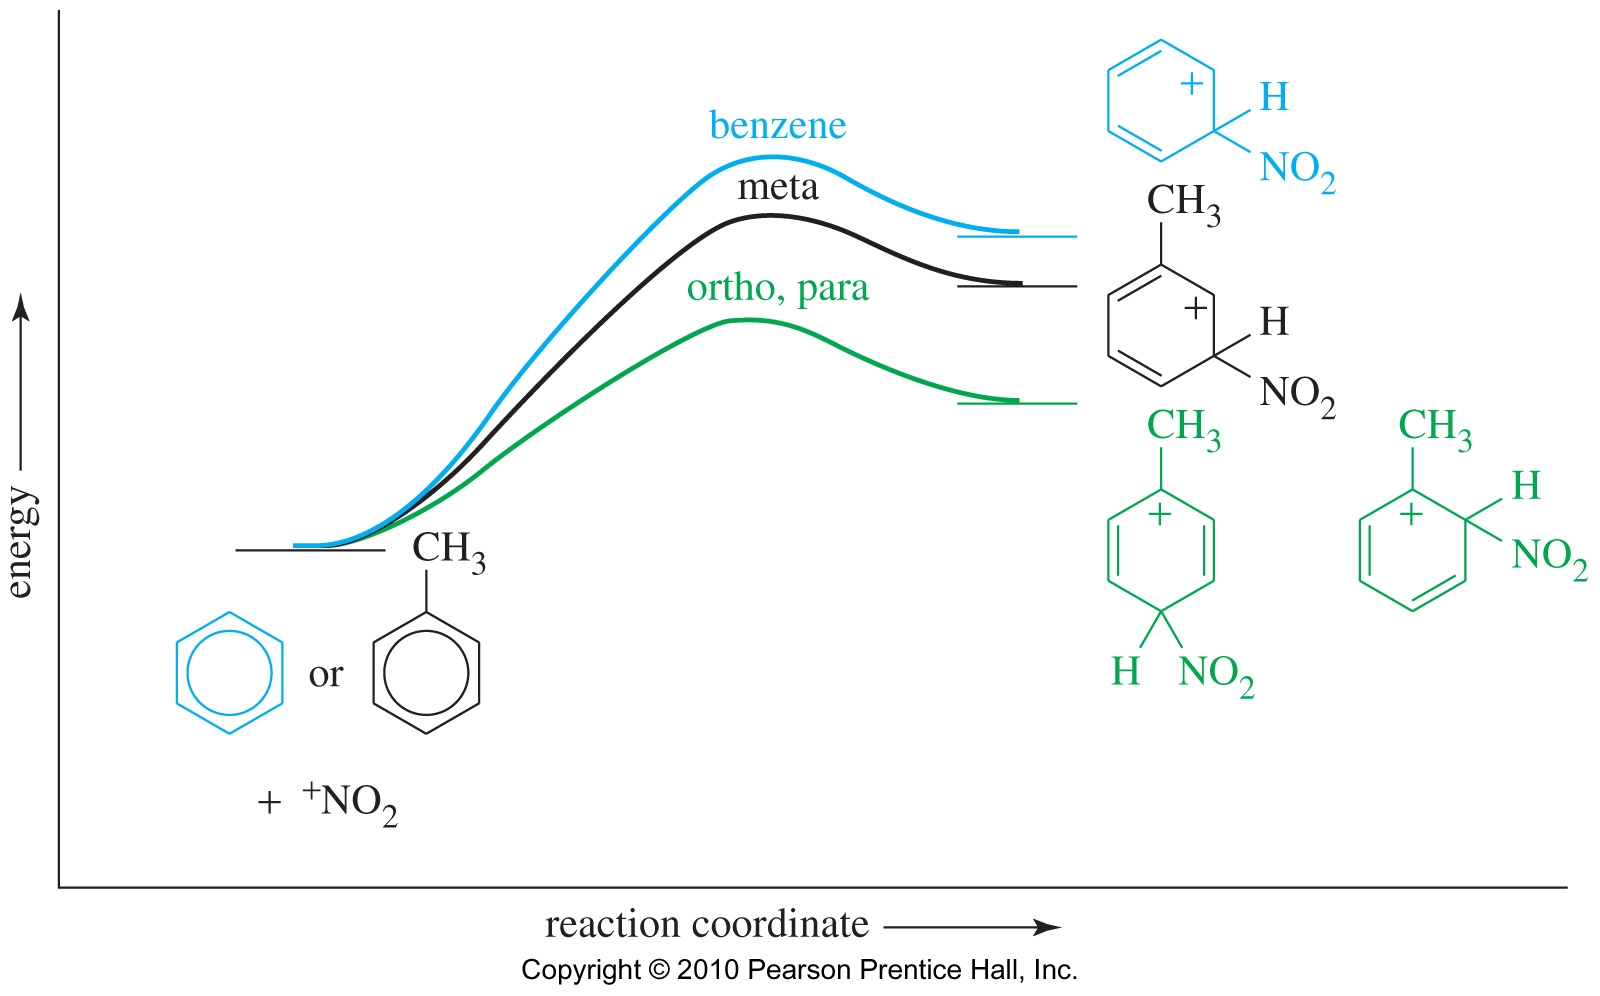 benzene
+
H
NO2
meta
CH3
+
H
NO2
ortho, para
CH3
+
H
NO2
CH3
+
H
NO2
energy
CH3
or
+ +NO2
reaction coordinate
Copyright © 2010 Pearson Prentice Hall, Inc.